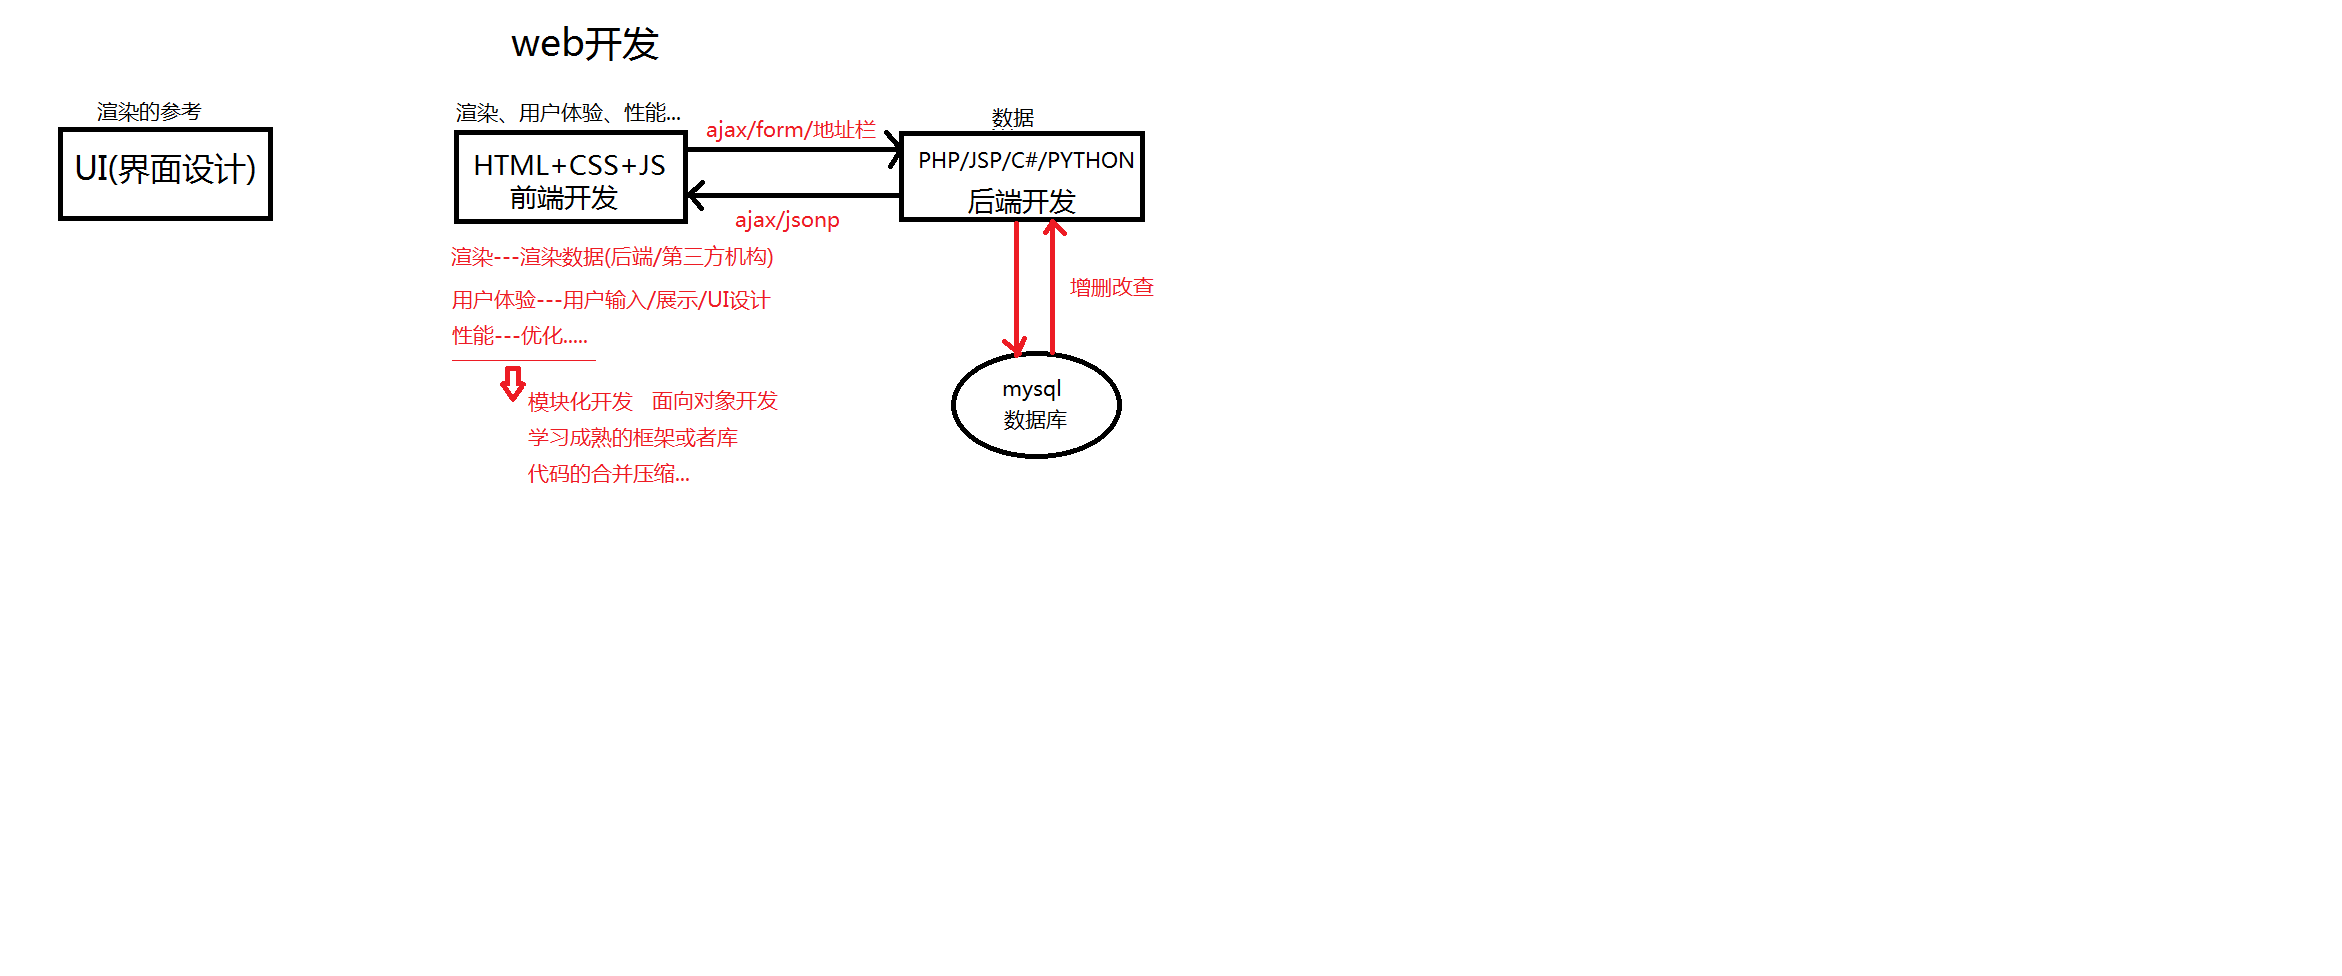 web开发
渲染的参考
UI(界面设计)
渲染、用户体验、性能...
HTML+CSS+JS
前端开发
ajax/form/地址栏
ajax/jsonp
数据
PHP/JSP/C#/PYTHON
后端开发
渲染---渲染数据(后端/第三方机构)
用户体验---用户输入/展示/UI设计
性能---优化.....
模块化开发 面向对象开发
学习成熟的框架或者库
代码的合并压缩...
增删改查
mysql
数据库